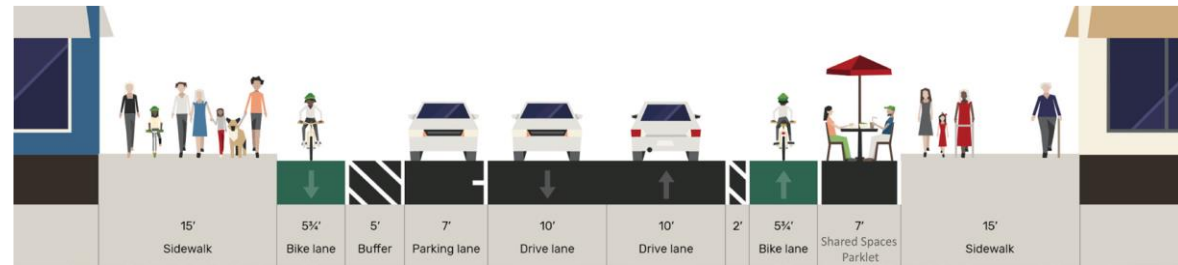 15' 5¾' 5' 7' 10' 10' 2' 5¾' 7' 15'
Sidewalk Bike lane Buffer Parking lane Drive lane Drive lane Bike lane Shared Spaces Sidewalk
Parklet